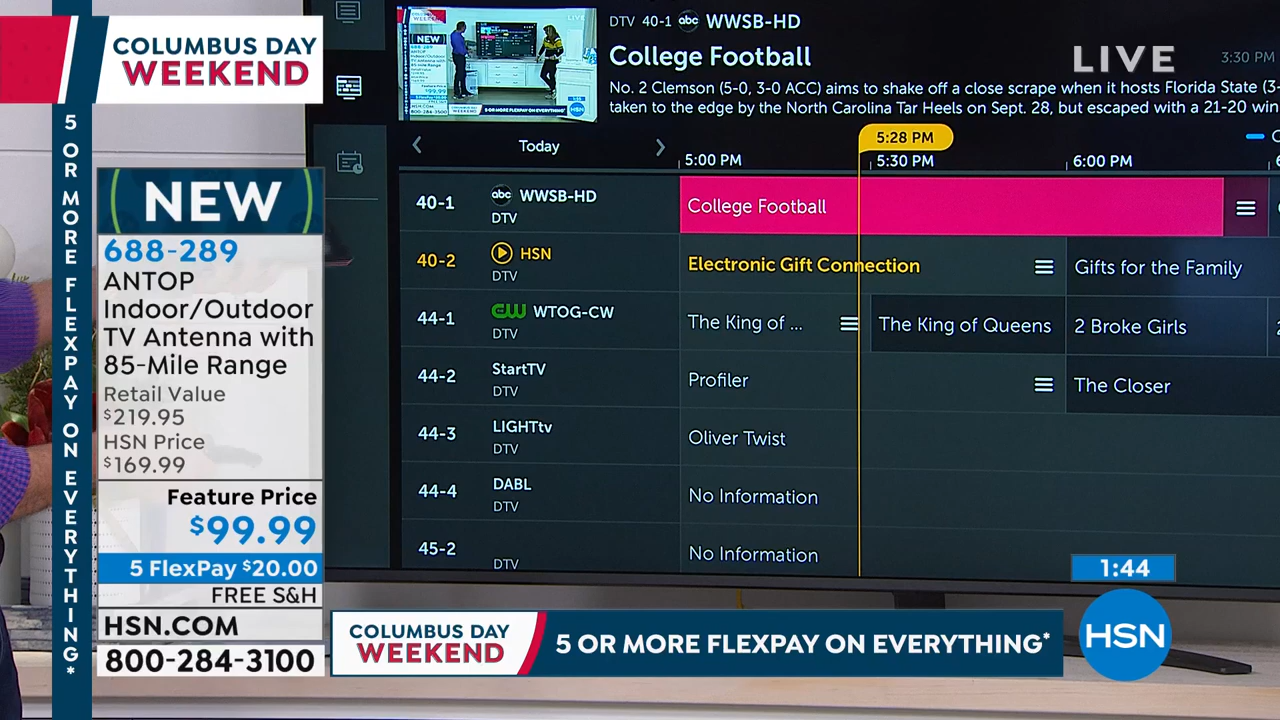 COLUMBUS DAY
WEEKEND
5 OR MORE FLEXPAY ON EVERYTHING*
NEW
688-289
ANTOP
Indoor/Outdoor
TV Antenna with
85-Mile Range
Retail Value
$219.95
HSN Price
$169.99
Feature Price
$99.99
5 FlexPay $20.00
FREE S&H
HSN.COM
800-284-3100
DTV 40-1 abc WWSB-HD
College Football
LIVE
3:30 PM
No. 2 Clemson (5-0, 3-0 ACC) aims to shake off a close scrape when it hosts Florida State
taken to the edge by the North Carolina Tar Heels on Sept. 28, but escaped with a 21-20
5:28 PM
Today
5:00 PM
5:30 PM
6:00 PM
40-1 abc WWSB-HD
DTV
College Football
40-2 HSN
DTV
Electronic Gift Connection
Gifts for the Family
44-1 CW WTOG-CW
DTV
The King of ...
The King of Queens
2 Broke Girls
44-2 StartTV
DTV
Profiler
The Closer
44-3 LIGHTtv
DTV
Oliver Twist
44-4 DABL
DTV
No Information
45-2
DTV
No Information
1:44
HSN
COLUMBUS DAY
WEEKEND
5 OR MORE FLEXPAY ON EVERYTHING*